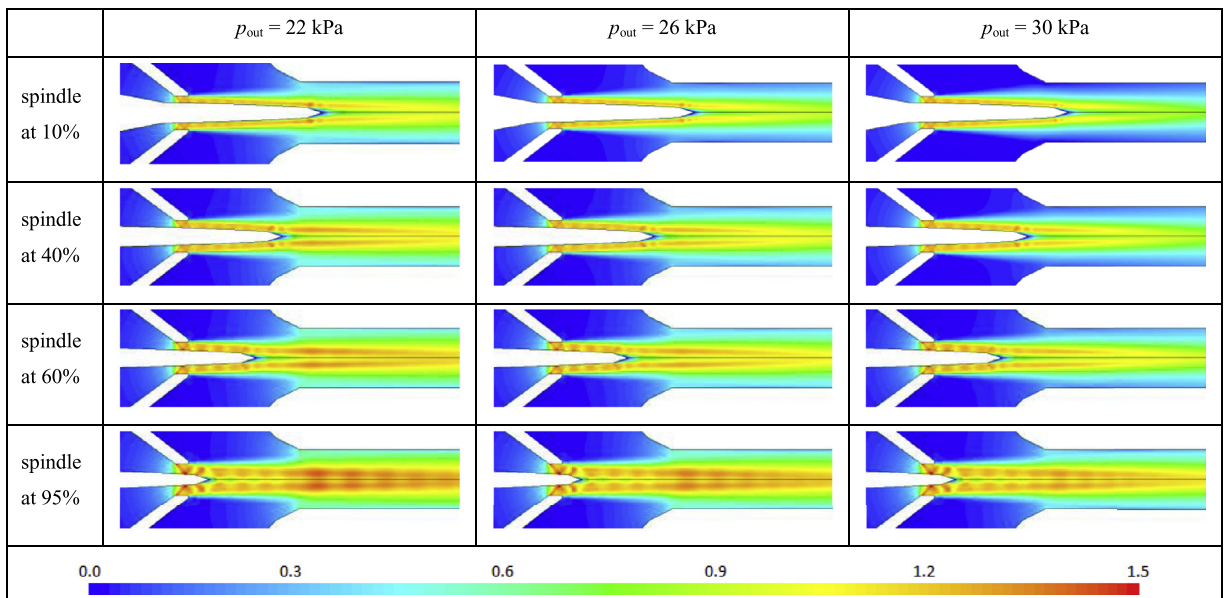 p_out = 22 kPa
p_out = 26 kPa
p_out = 30 kPa
spindle
at 10%
spindle
at 40%
spindle
at 60%
spindle
at 95%
0.0 0.3 0.6 0.9 1.2 1.5